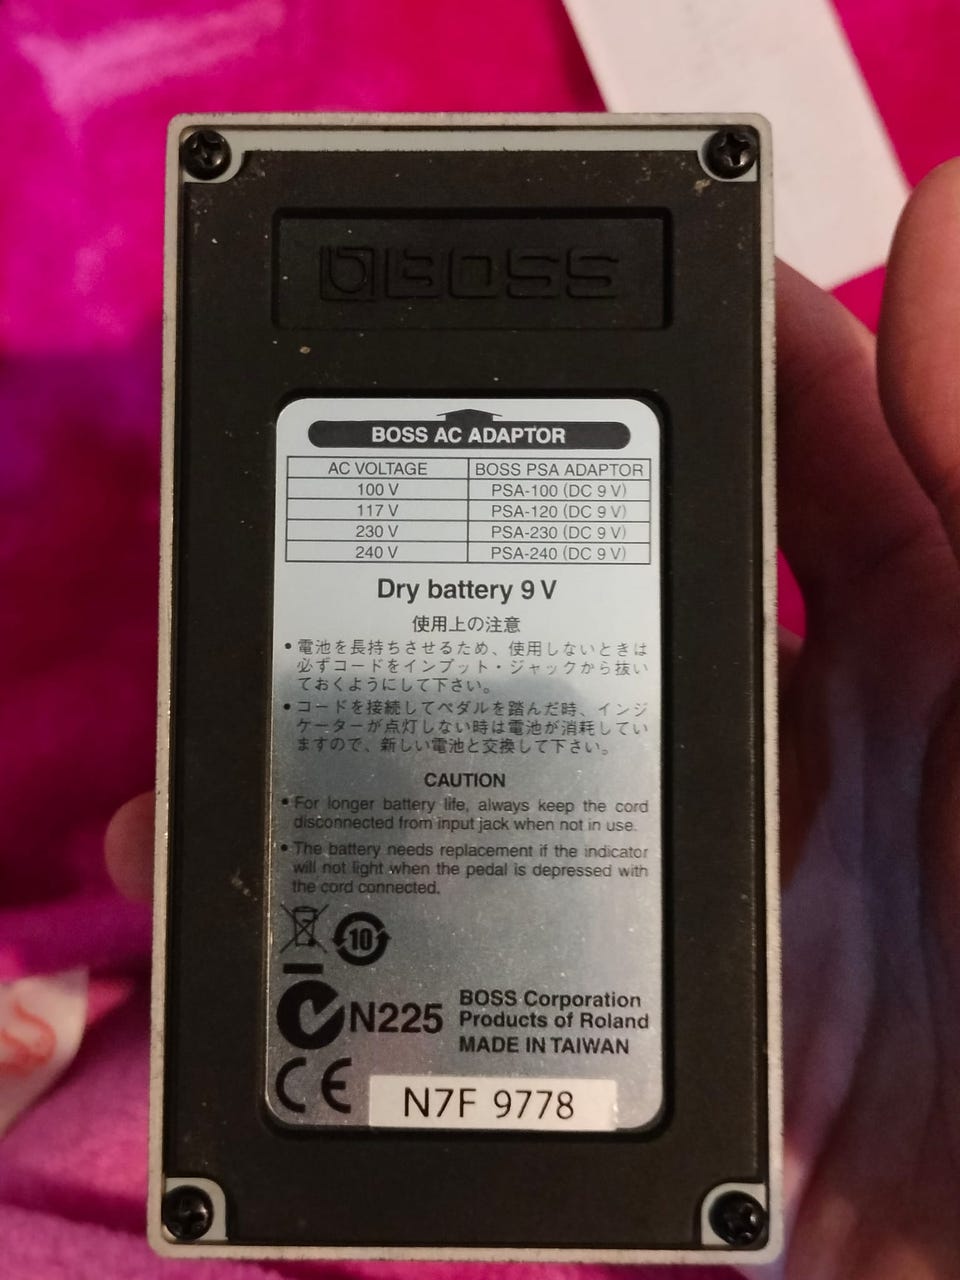 BOSS
BOSS AC ADAPTOR
AC VOLTAGE BOSS PSA ADAPTOR
100 V PSA-100 (DC 9 V)
117 V PSA-120 (DC 9 V)
230 V PSA-230 (DC 9 V)
240 V PSA-240 (DC 9 V)
Dry battery 9 V
使用上の注意
• 電池を長持ちさせるため、使用しないときは
必ずコードをインプット・ジャックから抜い
ておくようにして下さい。
• コードを接続してペダルを踏んだ時、インジ
ケーターが点灯しない時は電池が消耗してい
ますので、新しい電池と交換して下さい。
CAUTION
• For longer battery life, always keep the cord
disconnected from input jack when not in use.
• The battery needs replacement if the indicator
will not light when the pedal is depressed with
the cord connected.
10
N225
BOSS Corporation
Products of Roland
MADE IN TAIWAN
CE
N7F 9778